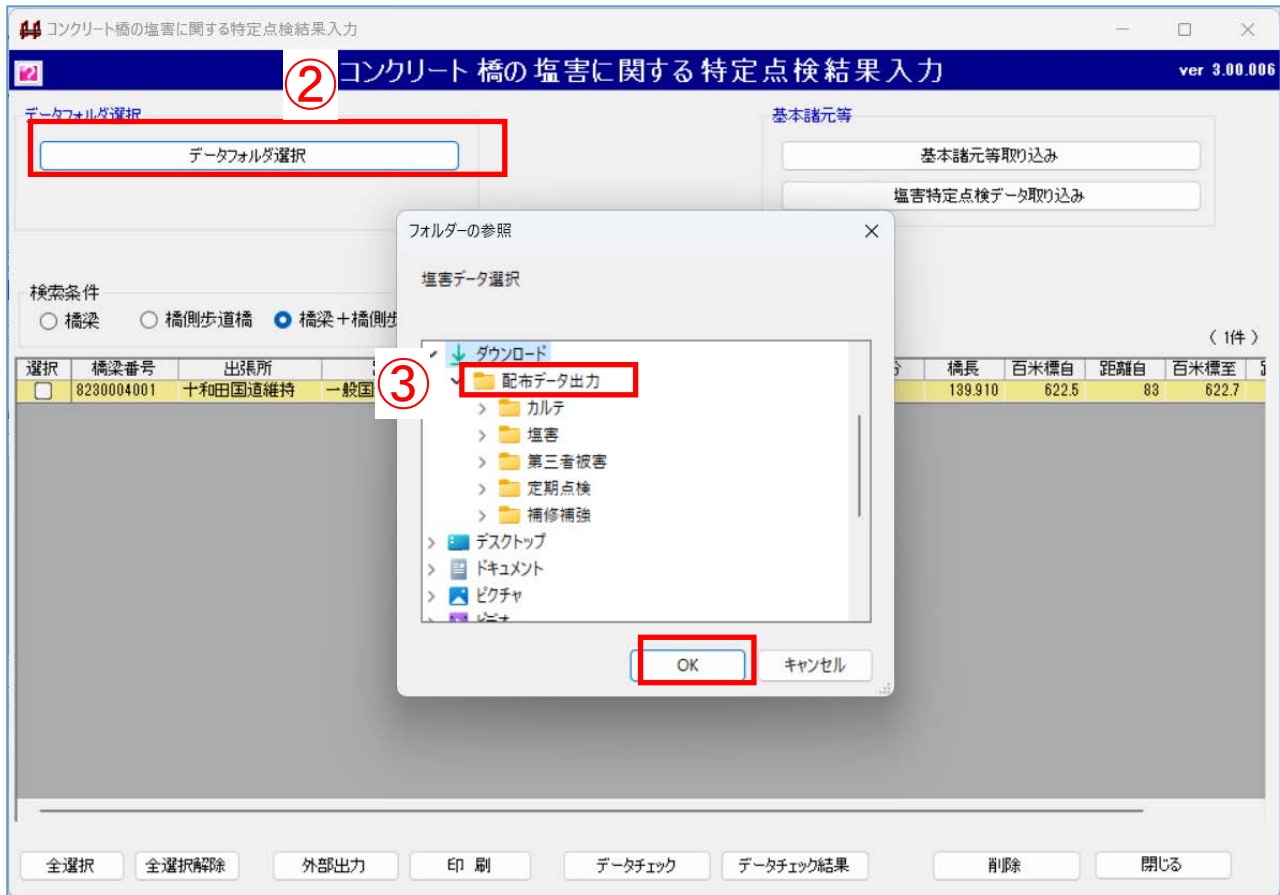 コンクリート橋の塩害に関する特定点検結果入力
② コンクリート橋の塩害に関する特定点検結果入力 ver 3.00.006
データフォルダ選択 基本諸元等
データフォルダ選択 基本諸元等取り込み
塩害特定点検データ取り込み
フォルダーの参照
塩害データ選択
検索条件
橋梁 橋側歩道橋 橋梁+橋側歩
( 1件 )
ダウンロード
選択 橋梁番号 出張所 橋長 百米標自 距離自 百米標至
③ 配布データ出力
8230004001 十和田国道維持 一般国 139.910 622.5 83 622.7
カルテ
塩害
第三者被害
定期点検
補修補強
デスクトップ
ドキュメント
ピクチャ
ビデオ
OK キャンセル
全選択 全選択解除 外部出力 印 刷 データチェック データチェック結果 削除 閉じる